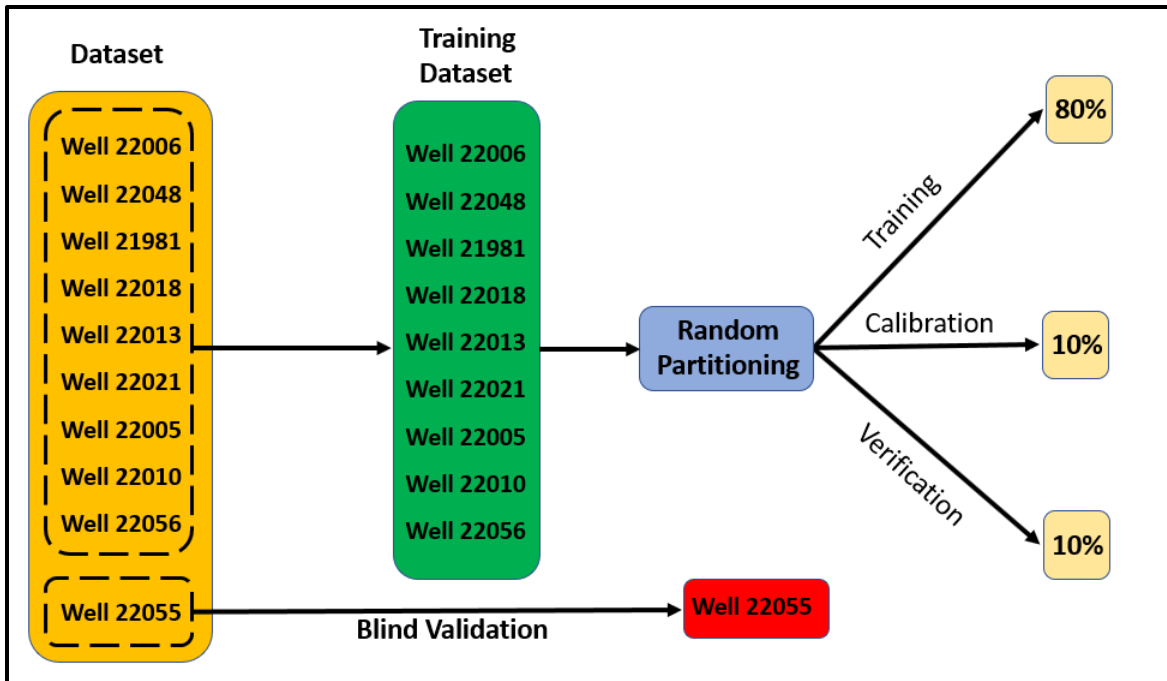 Dataset
Well 22006
Well 22048
Well 21981
Well 22018
Well 22013
Well 22021
Well 22005
Well 22010
Well 22056
Well 22055
Training
Dataset
Well 22006
Well 22048
Well 21981
Well 22018
Well 22013
Well 22021
Well 22005
Well 22010
Well 22056
Random
Partitioning
Training
80%
Calibration
10%
Verification
10%
Blind Validation
Well 22055